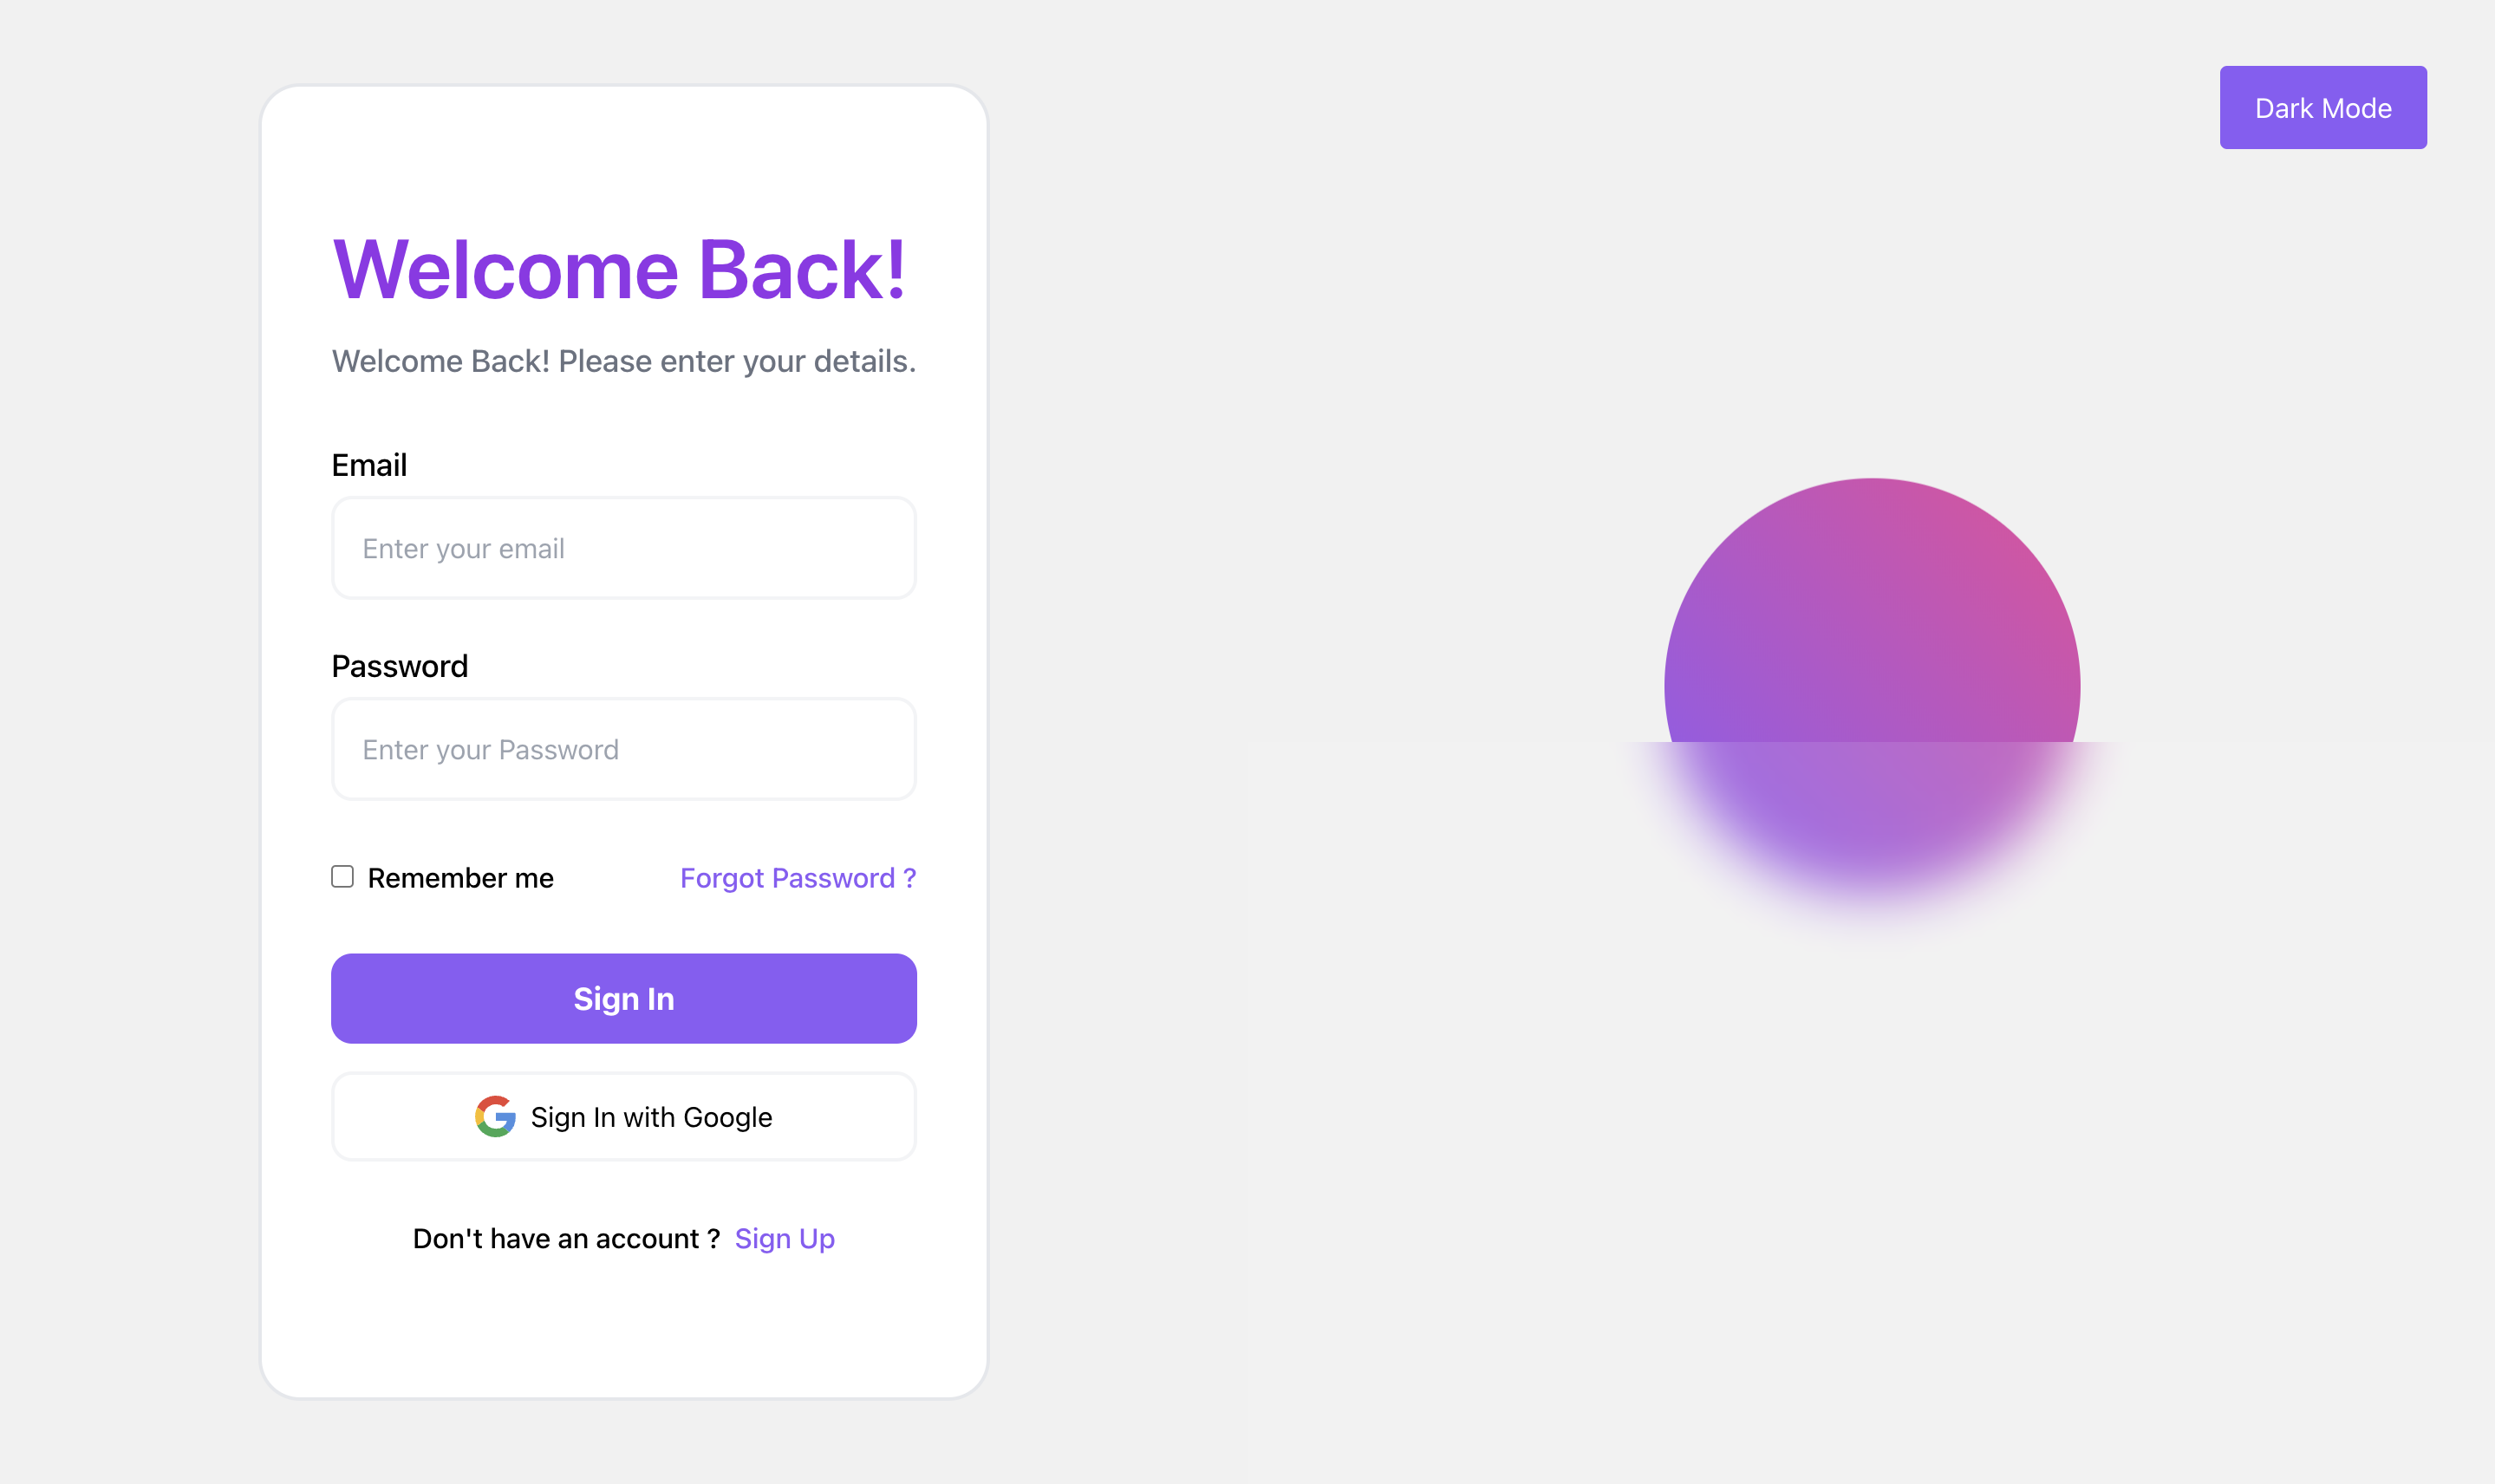 Dark Mode
Welcome Back!
Welcome Back! Please enter your details.
Email
Enter your email
Password
Enter your Password
Remember me
Forgot Password ?
Sign In
Sign In with Google
Don't have an account ? Sign Up